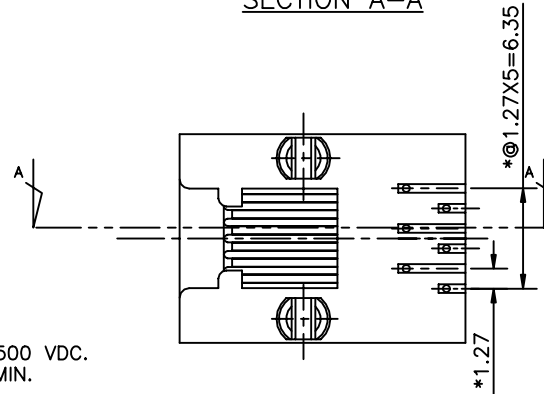 SECTION A-A
*@1.27X5=6.35
A
A
*1.27
500 VDC.
MIN.